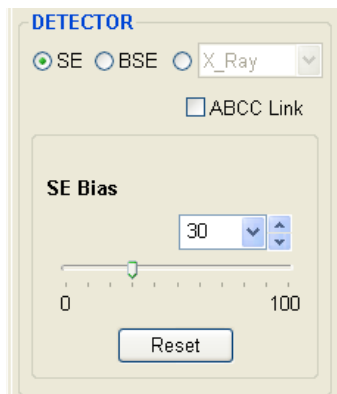 DETECTOR
SE BSE X_Ray
ABCC Link
SE Bias
30
0 100
Reset